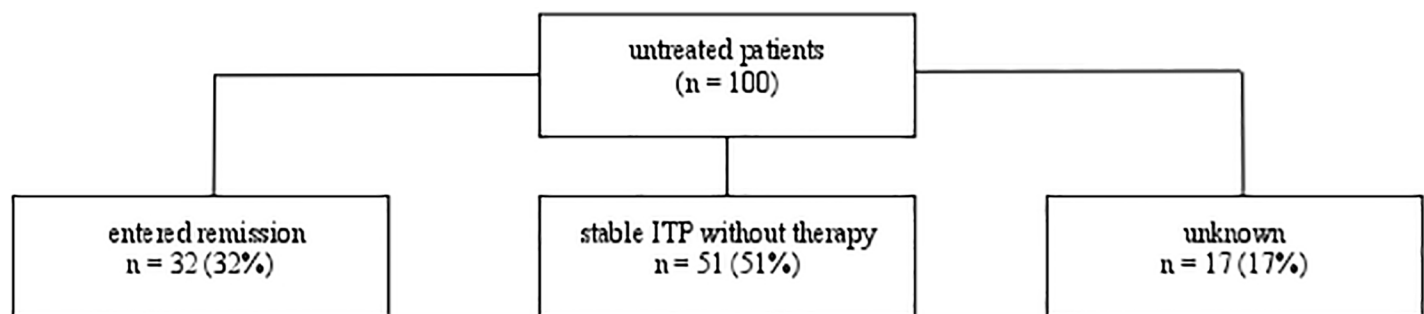 untreated patients
(n = 100)
entered remission
n = 32 (32%)
stable ITP without therapy
n = 51 (51%)
unknown
n = 17 (17%)